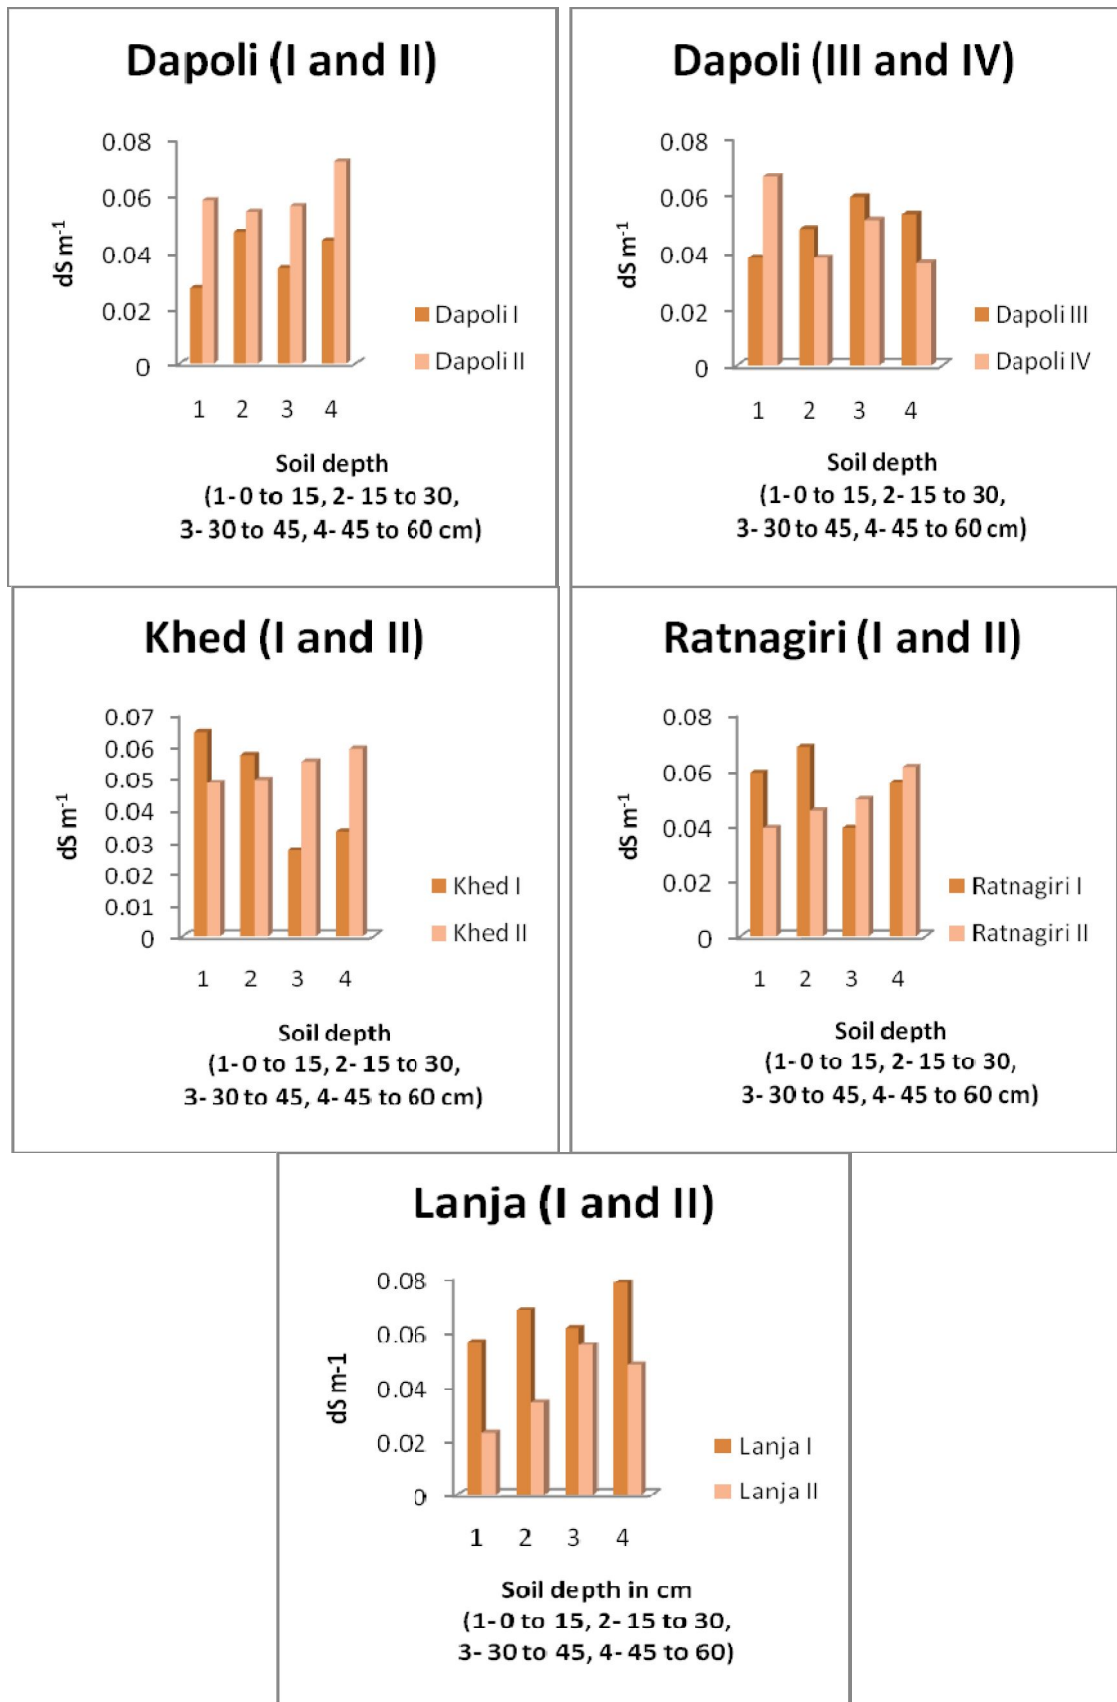 Dapoli (I and II)
0.08
0.06
0.04
0.02
0
dS m-1
1 2 3 4
Dapoli I
Dapoli II
Soil depth
(1- 0 to 15, 2- 15 to 30,
3- 30 to 45, 4- 45 to 60 cm)
Dapoli (III and IV)
0.08
0.06
0.04
0.02
0
dS m-1
1 2 3 4
Dapoli III
Dapoli IV
Soil depth
(1- 0 to 15, 2- 15 to 30,
3- 30 to 45, 4- 45 to 60 cm)
Khed (I and II)
0.07
0.06
0.05
0.04
0.03
0.02
0.01
0
dS m-1
1 2 3 4
Khed I
Khed II
Soil depth
(1- 0 to 15, 2- 15 to 30,
3- 30 to 45, 4- 45 to 60 cm)
Ratnagiri (I and II)
0.08
0.06
0.04
0.02
0
dS m-1
1 2 3 4
Ratnagiri I
Ratnagiri II
Soil depth
(1- 0 to 15, 2- 15 to 30,
3- 30 to 45, 4- 45 to 60 cm)
Lanja (I and II)
0.08
0.06
0.04
0.02
0
dS m-1
1 2 3 4
Lanja I
Lanja II
Soil depth in cm
(1- 0 to 15, 2- 15 to 30,
3- 30 to 45, 4- 45 to 60)